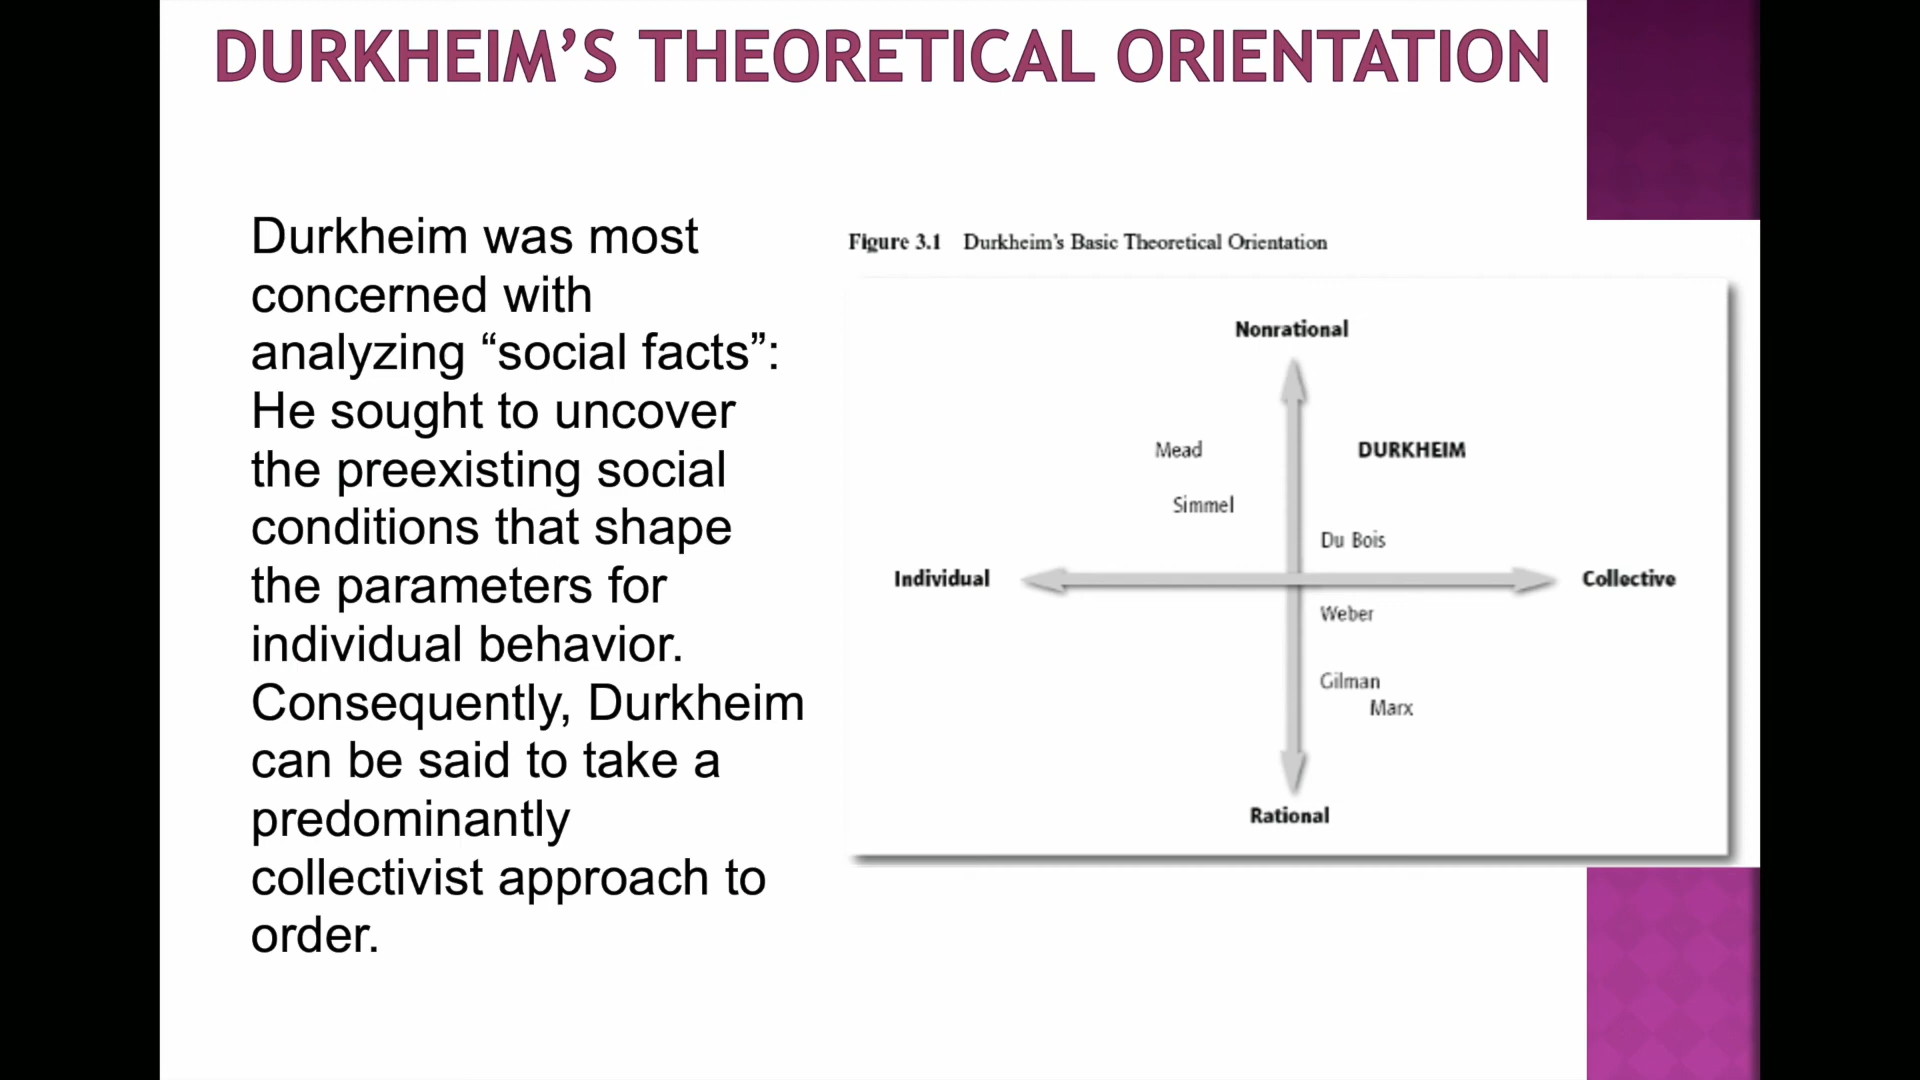 DURKHEIM’S THEORETICAL ORIENTATION
Durkheim was most
concerned with
analyzing “social facts”:
He sought to uncover
the preexisting social
conditions that shape
the parameters for
individual behavior.
Consequently, Durkheim
can be said to take a
predominantly
collectivist approach to
order.
Figure 3.1 Durkheim’s Basic Theoretical Orientation
Nonrational
Mead
DURKHEIM
Simmel
Du Bois
Individual
Collective
Weber
Gilman
Marx
Rational